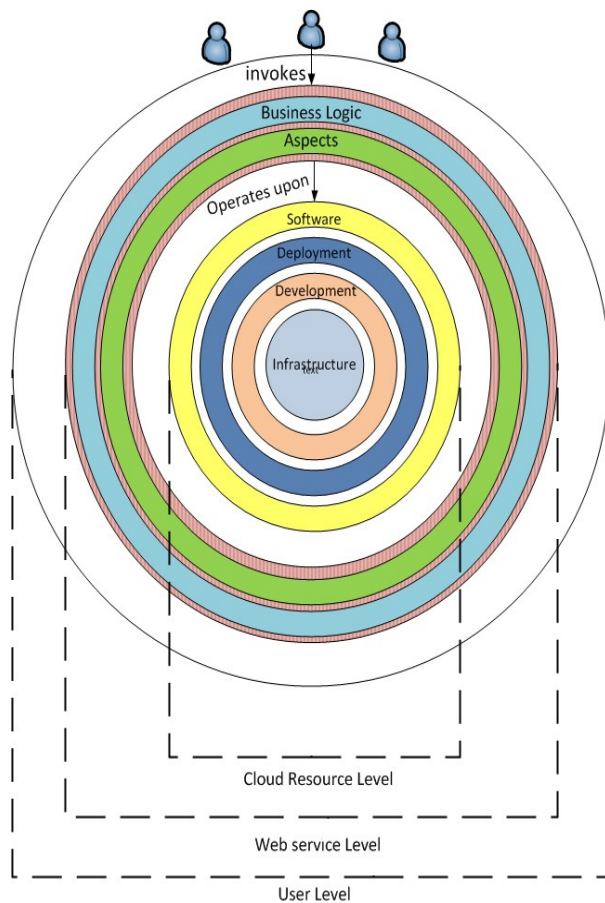 invokes
Business Logic
Aspects
Operates upon
Software
Deployment
Development
Infrastructure
text
Cloud Resource Level
Web service Level
User Level